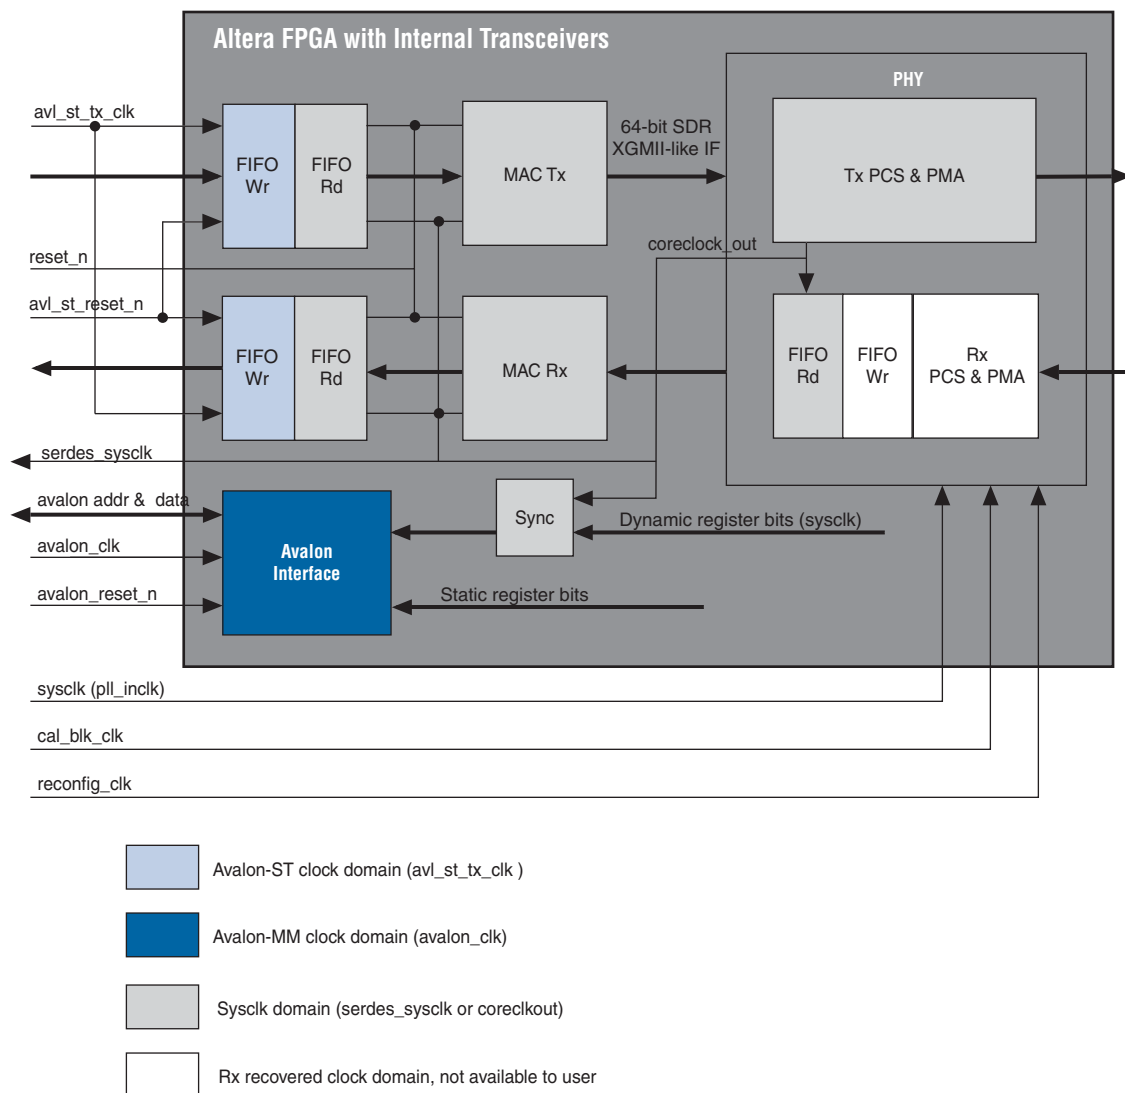 Altera FPGA with Internal Transceivers
PHY
avl_st_tx_clk
FIFO
Wr
FIFO
Rd
MAC Tx
64-bit SDR
XGMII-like IF
Tx PCS & PMA
coreclock_out
reset_n
avl_st_reset_n
FIFO
Wr
FIFO
Rd
MAC Rx
FIFO
Rd
FIFO
Wr
Rx
PCS & PMA
serdes_sysclk
avalon addr & data
avalon_clk
avalon_reset_n
Avalon
Interface
Sync
Dynamic register bits (sysclk)
Static register bits
sysclk (pll_inclk)
cal_blk_clk
reconfig_clk
Avalon-ST clock domain (avl_st_tx_clk )
Avalon-MM clock domain (avalon_clk)
Sysclk domain (serdes_sysclk or coreclkout)
Rx recovered clock domain, not available to user